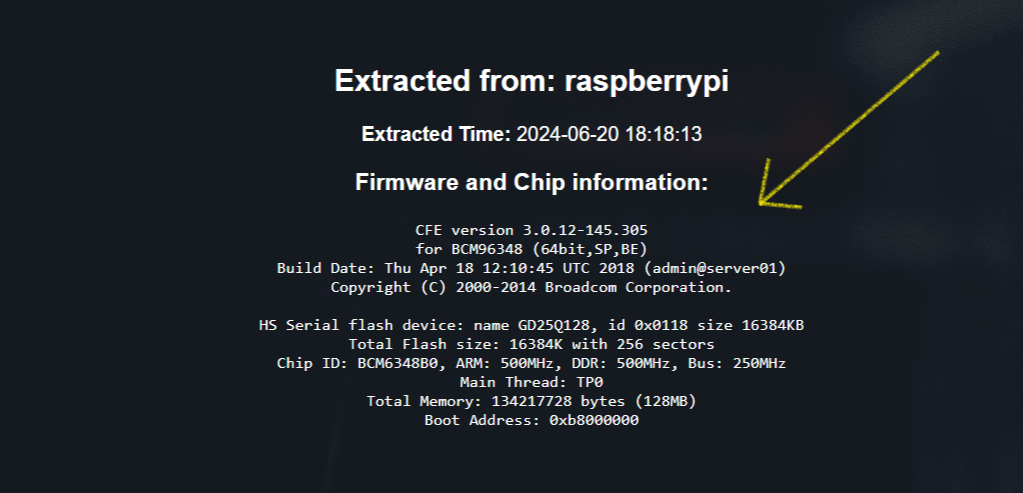 Extracted from: raspberrypi
Extracted Time: 2024-06-20 18:18:13
Firmware and Chip information:
CFE version 3.0.12-145.305
for BCM96348 (64bit,SP,BE)
Build Date: Thu Apr 18 12:10:45 UTC 2018 (admin@server01)
Copyright (C) 2000-2014 Broadcom Corporation.
HS Serial flash device: name GD25Q128, id 0x0118 size 16384KB
Total Flash size: 16384K with 256 sectors
Chip ID: BCM6348B0, ARM: 500MHz, DDR: 500MHz, Bus: 250MHz
Main Thread: TP0
Total Memory: 134217728 bytes (128MB)
Boot Address: 0xb8000000